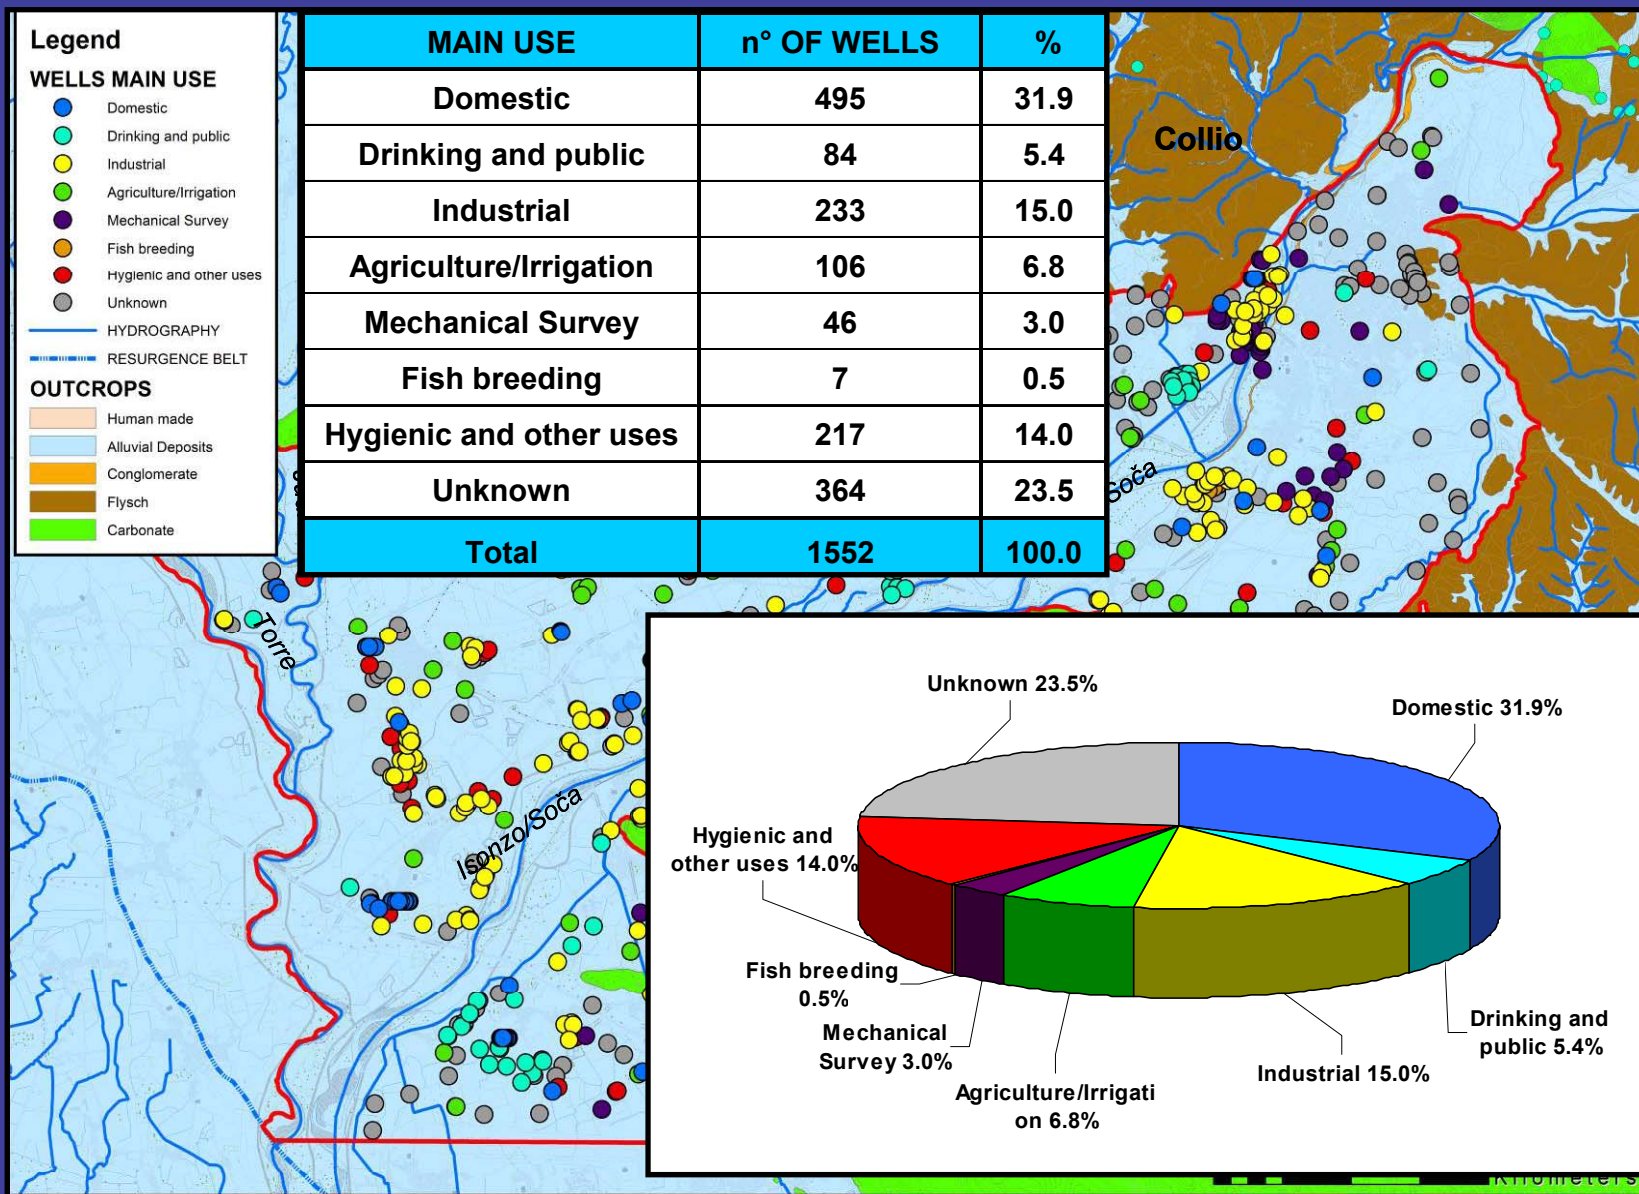 Legend
WELLS MAIN USE
Domestic
Drinking and public
Industrial
Agriculture/Irrigation
Mechanical Survey
Fish breeding
Hygienic and other uses
Unknown
HYDROGRAPHY
RESURGENCE BELT
OUTCROPS
Human made
Alluvial Deposits
Conglomerate
Flysch
Carbonate
MAIN USE n° OF WELLS %
Domestic 495 31.9
Drinking and public 84 5.4
Industrial 233 15.0
Agriculture/Irrigation 106 6.8
Mechanical Survey 46 3.0
Fish breeding 7 0.5
Hygienic and other uses 217 14.0
Unknown 364 23.5
Total 1552 100.0
Collio
Soča
Torre
Isonzo/Soča
Unknown 23.5%
Domestic 31.9%
Hygienic and
other uses 14.0%
Fish breeding
0.5%
Mechanical
Survey 3.0%
Agriculture/Irrigati
on 6.8%
Industrial 15.0%
Drinking and
public 5.4%
Kilometers